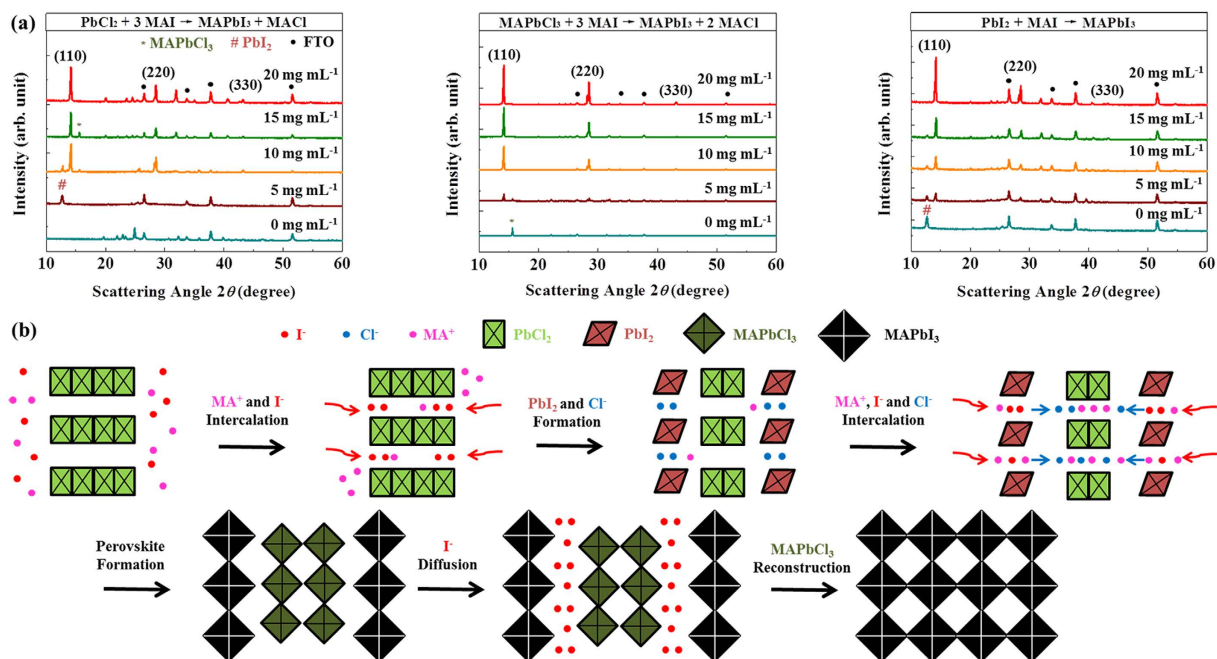 (a)
PbCl₂ + 3 MAI → MAPbI₃ + MACl
* MAPbCl₃ # PbI₂ • FTO
(110)
(220)
(330)
20 mg mL⁻¹
15 mg mL⁻¹
*
10 mg mL⁻¹
#
5 mg mL⁻¹
0 mg mL⁻¹
Intensity (arb. unit)
10 20 30 40 50 60
Scattering Angle 2θ (degree)
MAPbCl₃ + 3 MAI → MAPbI₃ + 2 MACl
(110)
(220)
(330)
20 mg mL⁻¹
15 mg mL⁻¹
10 mg mL⁻¹
5 mg mL⁻¹
0 mg mL⁻¹
*
Intensity (arb. unit)
10 20 30 40 50 60
Scattering Angle 2θ (degree)
PbI₂ + MAI → MAPbI₃
(110)
(220)
20 mg mL⁻¹
(330)
15 mg mL⁻¹
10 mg mL⁻¹
5 mg mL⁻¹
#
0 mg mL⁻¹
Intensity (arb. unit)
10 20 30 40 50 60
Scattering Angle 2θ (degree)
(b)
I⁻ Cl⁻ MA⁺ PbCl₂ PbI₂ MAPbCl₃ MAPbI₃
MA⁺ and I⁻
Intercalation
PbI₂ and Cl⁻
Formation
MA⁺, I⁻ and Cl⁻
Intercalation
Perovskite
Formation
I⁻
Diffusion
MAPbCl₃
Reconstruction